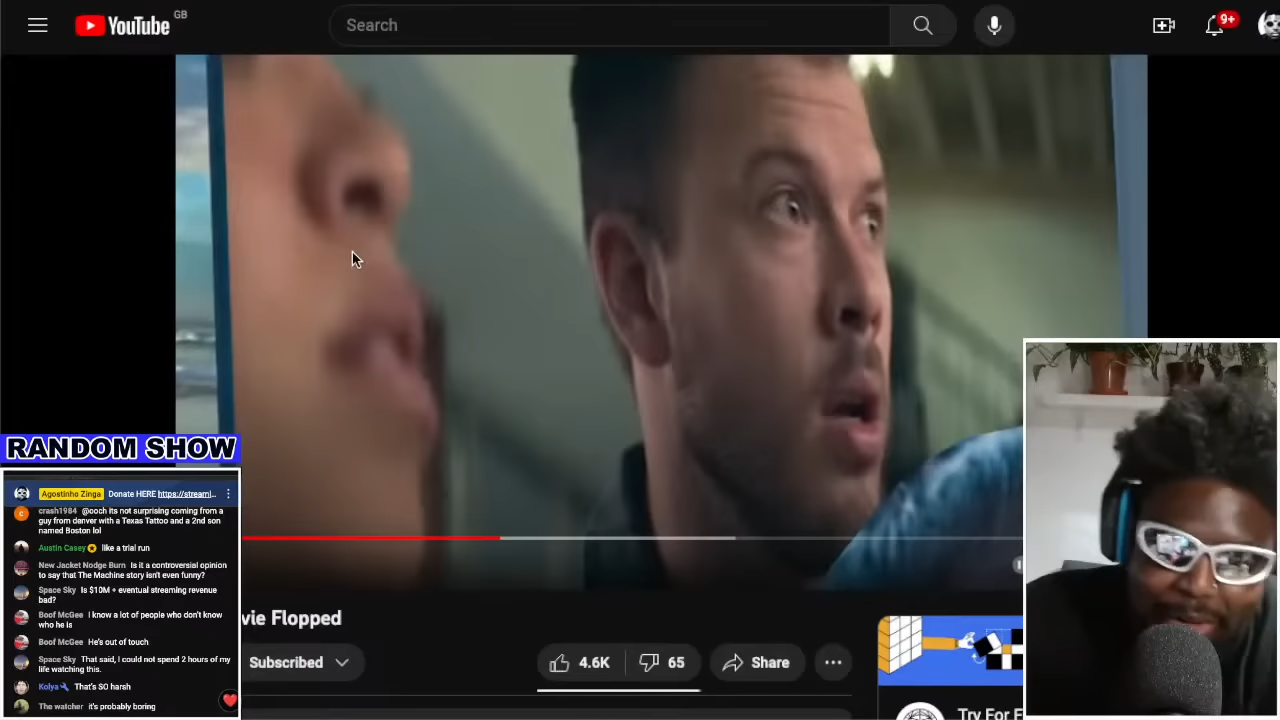 YouTube GB
Search
9+
RANDOM SHOW
Agostinho Zinga Donate HERE https://streaml...
crash1984 @ooch its not surprising coming from a
guy from denver with a Texas Tattoo and a 2nd son
named Boston lol
Austin Casey like a trial run
New Jacket Nodge Burn Is it a controversial opinion
to say that The Machine story isn't even funny?
Space Sky Is $10M + eventual streaming revenue
bad?
Boof McGee I know a lot of people who don't know
who he is
Boof McGee He's out of touch
Space Sky That said, I could not spend 2 hours of my
life watching this.
Kolya That's SO harsh
The watcher it's probably boring
vie Flopped
Subscribed
4.6K
65
Share
Try For F